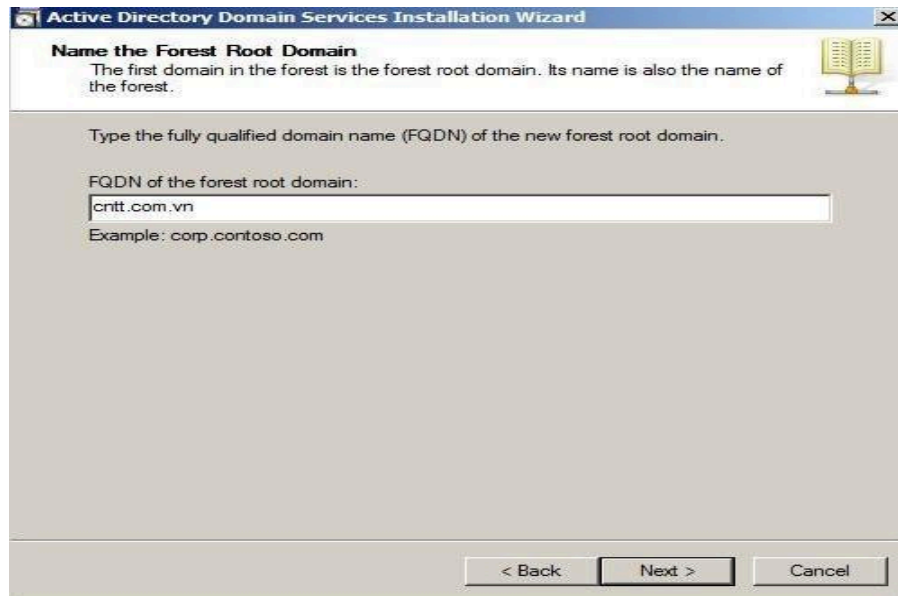 Active Directory Domain Services Installation Wizard
Name the Forest Root Domain
The first domain in the forest is the forest root domain. Its name is also the name of
the forest.
Type the fully qualified domain name (FQDN) of the new forest root domain.
FQDN of the forest root domain:
cntt.com.vn
Example: corp.contoso.com
< Back
Next >
Cancel